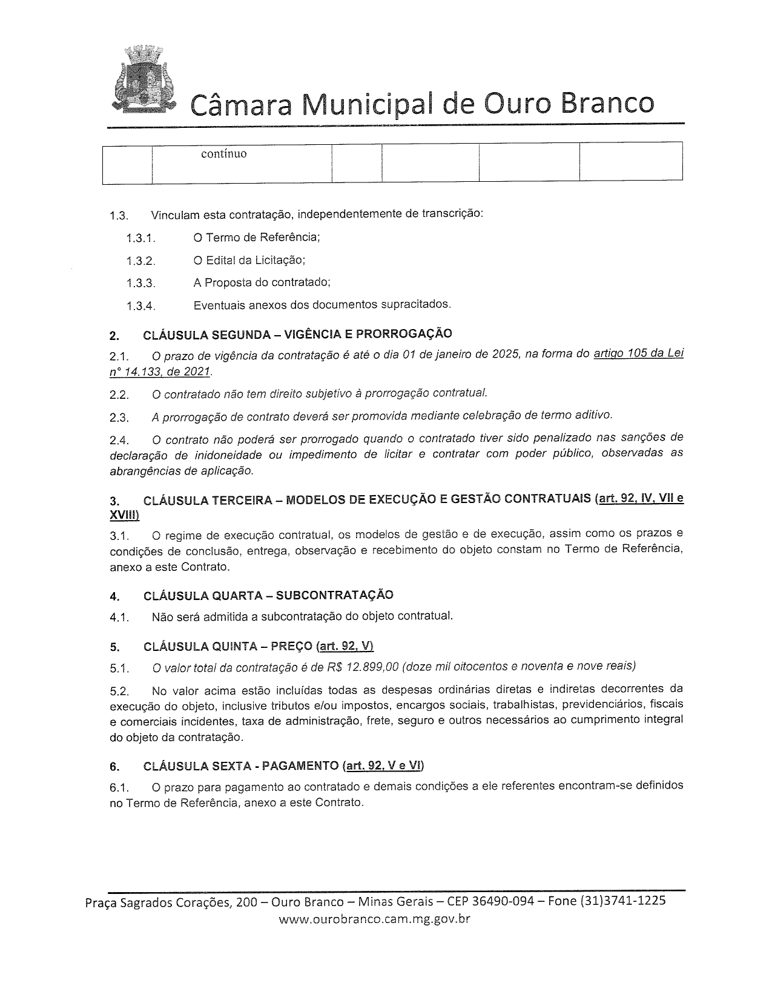 Câmara Municipal de Ouro Branco
contínuo
1.3. Vinculam esta contratação, independentemente de transcrição:
1.3.1. O Termo de Referência;
1.3.2. O Edital da Licitação;
1.3.3. A Proposta do contratado;
1.3.4. Eventuais anexos dos documentos supracitados.
2. CLÁUSULA SEGUNDA – VIGÊNCIA E PRORROGAÇÃO
2.1. O prazo de vigência da contratação é até o dia 01 de janeiro de 2025, na forma do artigo 105 da Lei
n° 14.133, de 2021.
2.2. O contratado não tem direito subjetivo à prorrogação contratual.
2.3. A prorrogação de contrato deverá ser promovida mediante celebração de termo aditivo.
2.4. O contrato não poderá ser prorrogado quando o contratado tiver sido penalizado nas sanções de
declaração de inidoneidade ou impedimento de licitar e contratar com poder público, observadas as
abrangências de aplicação.
3. CLÁUSULA TERCEIRA – MODELOS DE EXECUÇÃO E GESTÃO CONTRATUAIS (art. 92, IV, VII e
XVIII)
3.1. O regime de execução contratual, os modelos de gestão e de execução, assim como os prazos e
condições de conclusão, entrega, observação e recebimento do objeto constam no Termo de Referência,
anexo a este Contrato.
4. CLÁUSULA QUARTA – SUBCONTRATAÇÃO
4.1. Não será admitida a subcontratação do objeto contratual.
5. CLÁUSULA QUINTA – PREÇO (art. 92, V)
5.1. O valor total da contratação é de R$ 12.899,00 (doze mil oitocentos e noventa e nove reais)
5.2. No valor acima estão incluídas todas as despesas ordinárias diretas e indiretas decorrentes da
execução do objeto, inclusive tributos e/ou impostos, encargos sociais, trabalhistas, previdenciários, fiscais
e comerciais incidentes, taxa de administração, frete, seguro e outros necessários ao cumprimento integral
do objeto da contratação.
6. CLÁUSULA SEXTA - PAGAMENTO (art. 92, V e VI)
6.1. O prazo para pagamento ao contratado e demais condições a ele referentes encontram-se definidos
no Termo de Referência, anexo a este Contrato.
Praça Sagrados Corações, 200 – Ouro Branco – Minas Gerais – CEP 36490-094 – Fone (31)3741-1225
www.ourobranco.cam.mg.gov.br